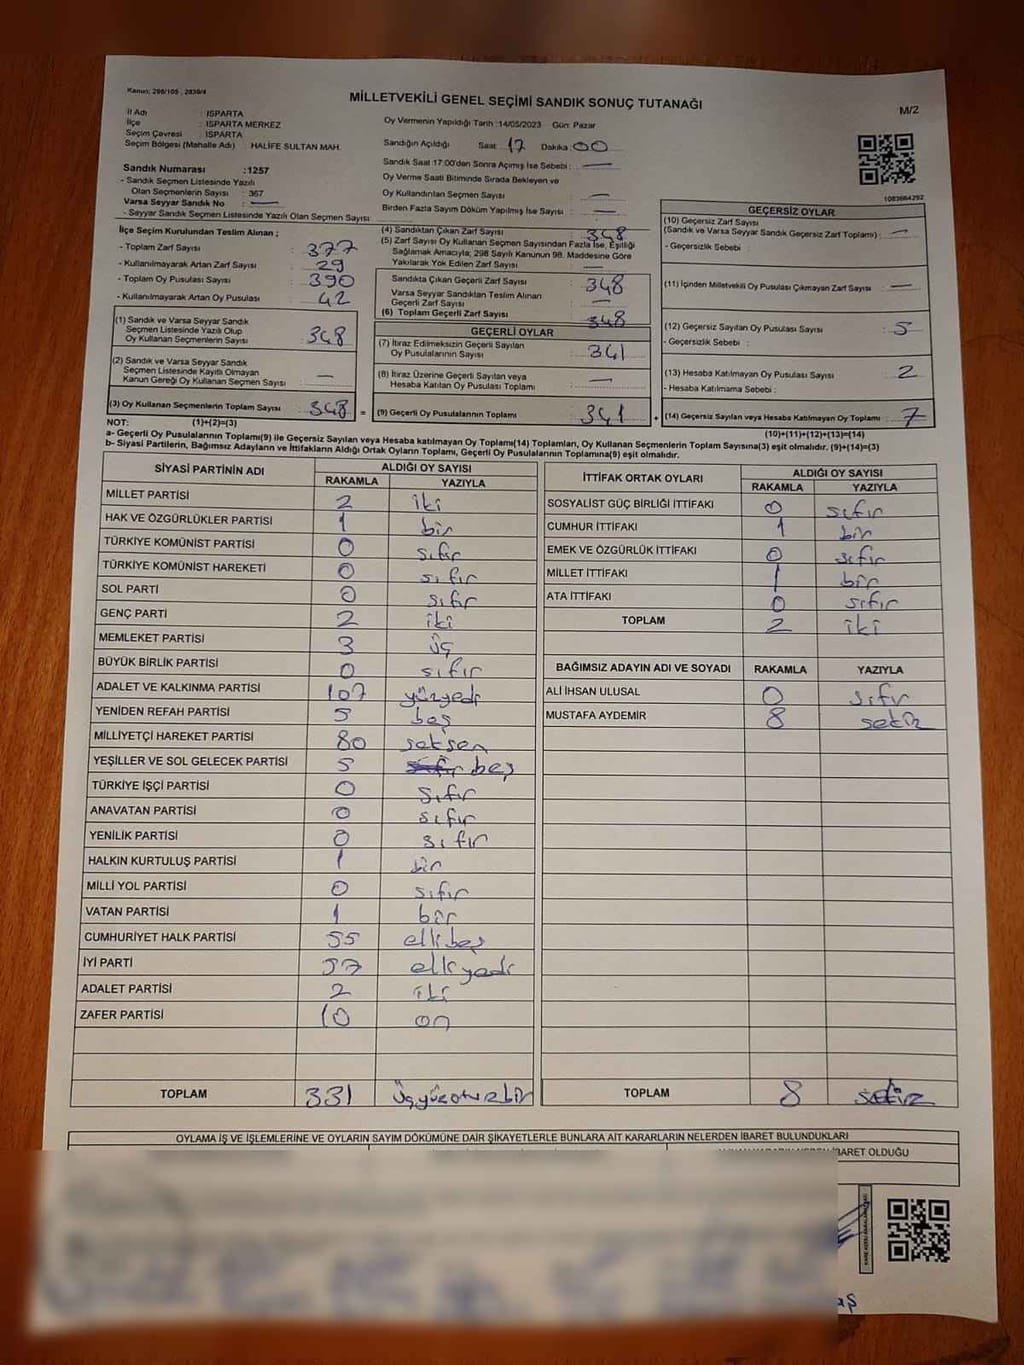 Kanun: 298/105 , 2839/4
MİLLETVEKİLİ GENEL SEÇİMİ SANDIK SONUÇ TUTANAĞI
M/2
İl Adı : ISPARTA
İlçe : ISPARTA MERKEZ
Seçim Çevresi : ISPARTA
Seçim Bölgesi (Mahalle Adı) HALİFE SULTAN MAH.
Oy Vermenin Yapıldığı Tarih :14/05/2023 Gün: Pazar
Sandığın Açıldığı Saat : 17 Dakika : 00
Sandık Saat 17:00'den Sonra Açımış İse Sebebi : —
Oy Verme Saati Bitiminde Sırada Bekleyen ve
Oy Kullandırılan Seçmen Sayısı : —
Birden Fazla Sayım Döküm Yapılmış İse Sayısı : —
Sandık Numarası :1257
- Sandık Seçmen Listesinde Yazılı
Olan Seçmenlerin Sayısı : 367
Varsa Seyyar Sandık No : —
- Seyyar Sandık Seçmen Listesinde Yazılı Olan Seçmen Sayısı:
1083664292
İlçe Seçim Kurulundan Teslim Alınan ;
- Toplam Zarf Sayısı : 377
- Kullanılmayarak Artan Zarf Sayısı : 29
- Toplam Oy Pusulası Sayısı : 390
- Kullanılmayarak Artan Oy Pusulası : 42
(1) Sandık ve Varsa Seyyar Sandık
Seçmen Listesinde Yazılı Olup
Oy Kullanan Seçmenlerin Sayısı : 348
(2) Sandık ve Varsa Seyyar Sandık
Seçmen Listesinde Kayıtlı Olmayan
Kanun Gereği Oy Kullanan Seçmen Sayısı : —
(3) Oy Kullanan Seçmenlerin Toplam Sayısı : 348 =
(4) Sandıktan Çıkan Zarf Sayısı : 348
(5) Zarf Sayısı Oy Kullanan Seçmen Sayısından Fazla İse, Eşitliği
Sağlamak Amacıyla; 298 Sayılı Kanunun 98. Maddesine Göre
Yakılarak Yok Edilen Zarf Sayısı : —
Sandıkta Çıkan Geçerli Zarf Sayısı : 348
Varsa Seyyar Sandıktan Teslim Alınan
Geçerli Zarf Sayısı : —
(6) Toplam Geçerli Zarf Sayısı : 348
GEÇERLİ OYLAR
(7) İtiraz Edilmeksizin Geçerli Sayılan
Oy Pusulalarının Sayısı : 341
(8) İtiraz Üzerine Geçerli Sayılan veya
Hesaba Katılan Oy Pusulası Toplamı : —
(9) Geçerli Oy Pusulalarının Toplamı : 341 +
GEÇERSİZ OYLAR
(10) Geçersiz Zarf Sayısı
(Sandık ve Varsa Seyyar Sandık Geçersiz Zarf Toplamı) : —
- Geçersizlik Sebebi :
(11) İçinden Milletvekili Oy Pusulası Çıkmayan Zarf Sayısı : —
(12) Geçersiz Sayılan Oy Pusulası Sayısı : 5
- Geçersizlik Sebebi :
(13) Hesaba Katılmayan Oy Pusulası Sayısı : 2
- Hesaba Katılmama Sebebi :
(14) Geçersiz Sayılan veya Hesaba Katılmayan Oy Toplamı : 7
NOT: (1)+(2)=(3)
(10)+(11)+(12)+(13)=(14)
a- Geçerli Oy Pusulalarının Toplamı(9) ile Geçersiz Sayılan veya Hesaba katılmayan Oy Toplamı(14) Toplamları, Oy Kullanan Seçmenlerin Toplam Sayısına(3) eşit olmalıdır. (9)+(14)=(3)
b- Siyasi Partilerin, Bağımsız Adayların ve İttifakların Aldığı Ortak Oyların Toplamı, Geçerli Oy Pusulalarının Toplamına(9) eşit olmalıdır.
SİYASİ PARTİNİN ADI ALDIĞI OY SAYISI
RAKAMLA YAZIYLA
MİLLET PARTİSİ 2 iki
HAK VE ÖZGÜRLÜKLER PARTİSİ 1 bir
TÜRKİYE KOMÜNİST PARTİSİ 0 sıfır
TÜRKİYE KOMÜNİST HAREKETİ 0 sıfır
SOL PARTİ 0 sıfır
GENÇ PARTİ 2 iki
MEMLEKET PARTİSİ 3 üç
BÜYÜK BİRLİK PARTİSİ 0 sıfır
ADALET VE KALKINMA PARTİSİ 107 yüzyedi
YENİDEN REFAH PARTİSİ 5 beş
MİLLİYETÇİ HAREKET PARTİSİ 80 seksen
YEŞİLLER VE SOL GELECEK PARTİSİ 5 sıfır beş
TÜRKİYE İŞÇİ PARTİSİ 0 sıfır
ANAVATAN PARTİSİ 0 sıfır
YENİLİK PARTİSİ 0 sıfır
HALKIN KURTULUŞ PARTİSİ 1 bir
MİLLİ YOL PARTİSİ 0 sıfır
VATAN PARTİSİ 1 bir
CUMHURİYET HALK PARTİSİ 55 ellibeş
İYİ PARTİ 57 elliyedi
ADALET PARTİSİ 2 iki
ZAFER PARTİSİ 10 on
TOPLAM 331 Üçyüzotuzbir
İTTİFAK ORTAK OYLARI ALDIĞI OY SAYISI
RAKAMLA YAZIYLA
SOSYALİST GÜÇ BİRLİĞİ İTTİFAKI 0 sıfır
CUMHUR İTTİFAKI 1 bir
EMEK VE ÖZGÜRLÜK İTTİFAKI 0 sıfır
MİLLET İTTİFAKI 1 bir
ATA İTTİFAKI 0 sıfır
TOPLAM 2 iki
BAĞIMSIZ ADAYIN ADI VE SOYADI RAKAMLA YAZIYLA
ALİ İHSAN ULUSAL 0 sıfır
MUSTAFA AYDEMİR 8 sekiz
TOPLAM 8 sekiz
OYLAMA İŞ VE İŞLEMLERİNE VE OYLARIN SAYIM DÖKÜMÜNE DAİR ŞİKAYETLERLE BUNLARA AİT KARARLARIN NELERDEN İBARET BULUNDUKLARI
İBARET OLDUĞU